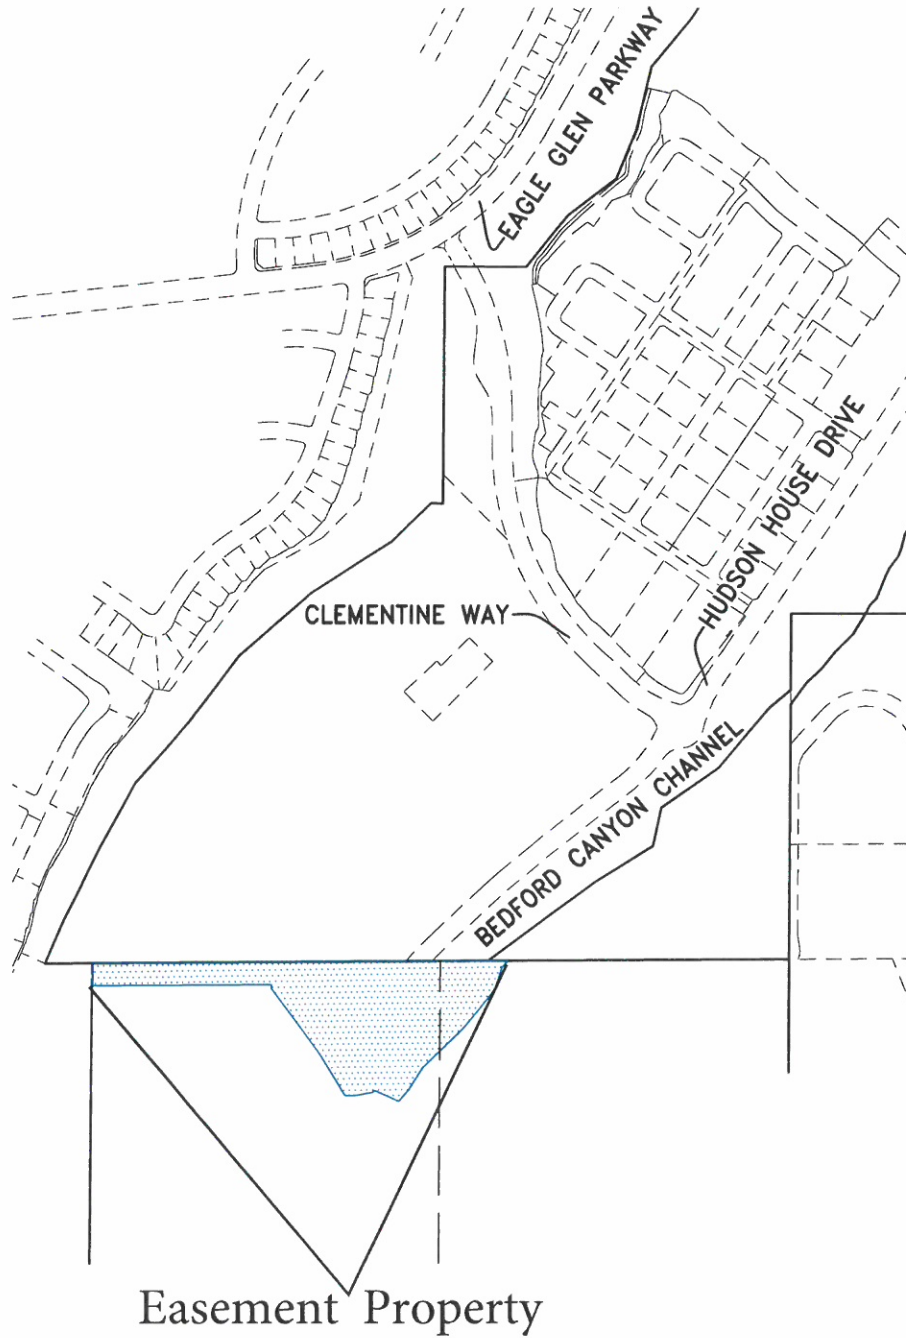 EAGLE GLEN PARKWAY
HUDSON HOUSE DRIVE
CLEMENTINE WAY
BEDFORD CANYON CHANNEL
Easement Property